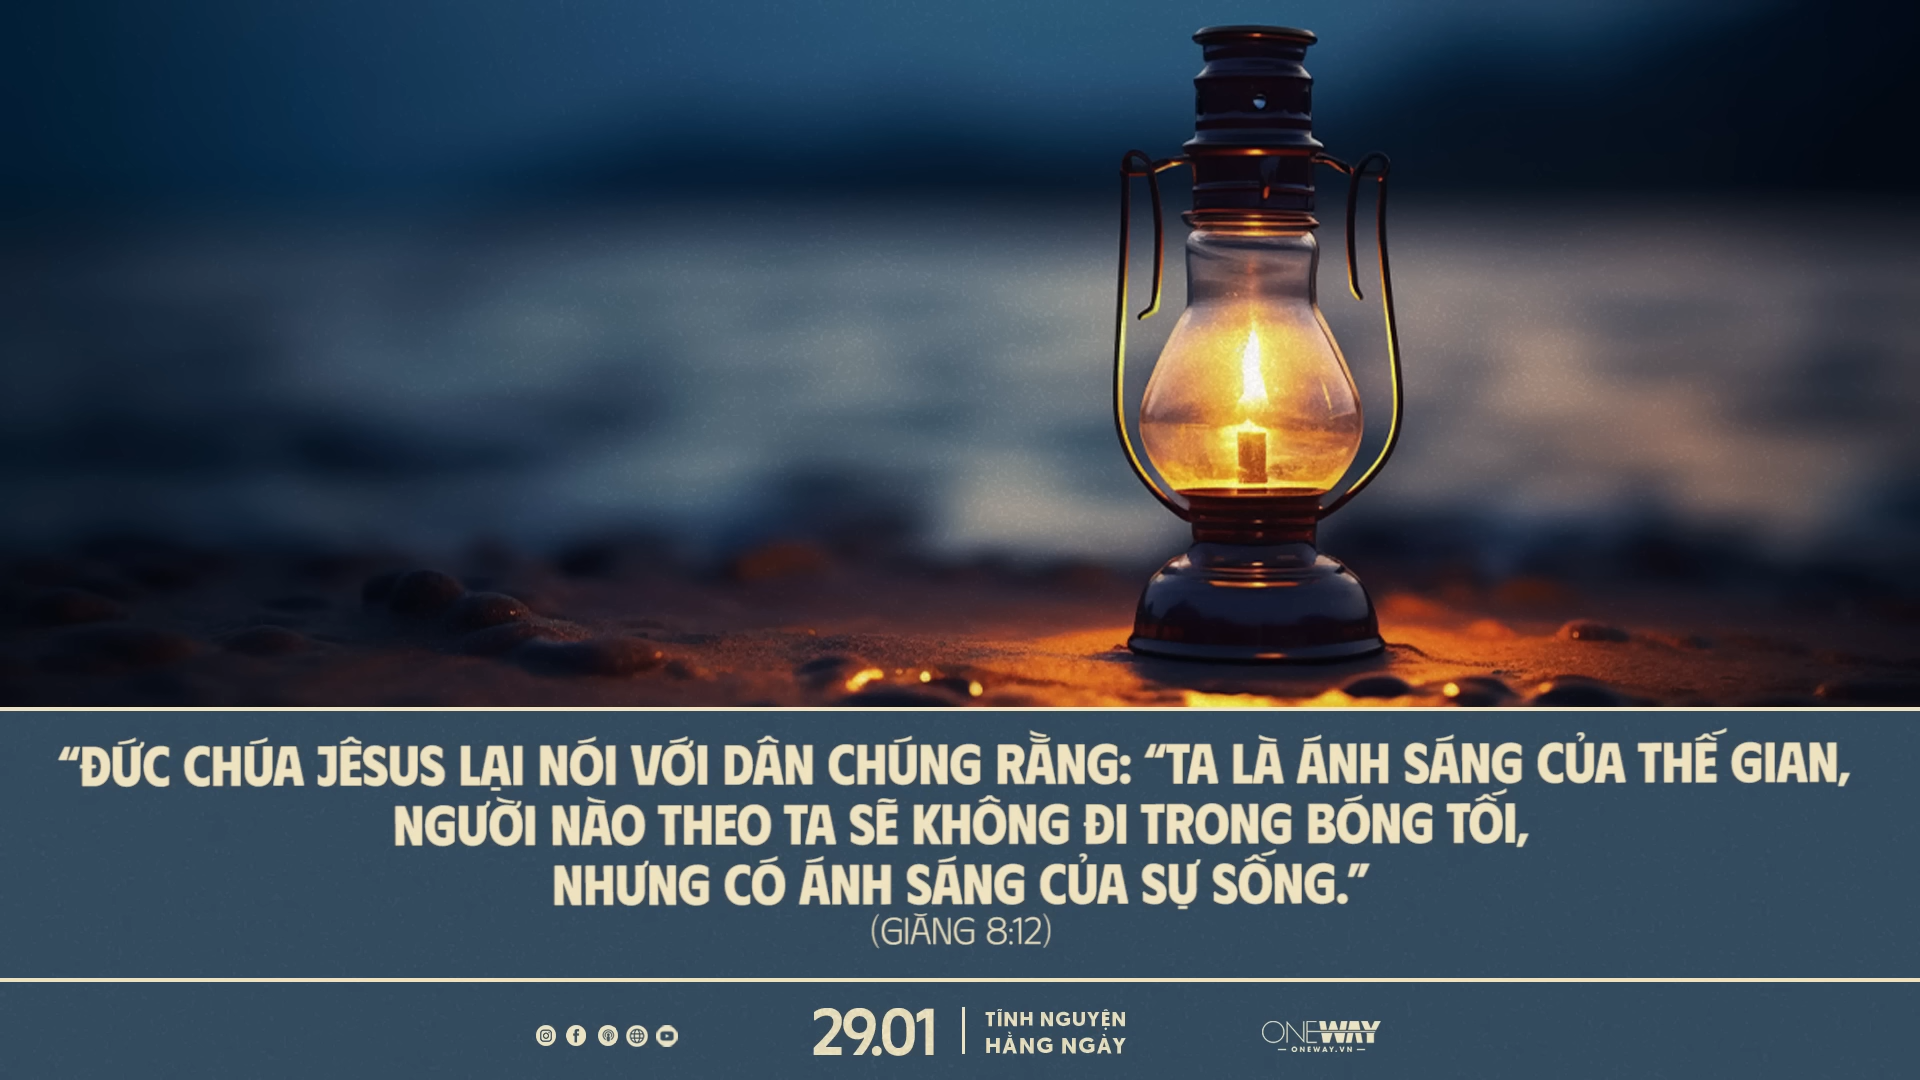 “ĐỨC CHÚA JÊSUS LẠI NÓI VỚI DÂN CHÚNG RẰNG: “TA LÀ ÁNH SÁNG CỦA THẾ GIAN,
NGƯỜI NÀO THEO TA SẼ KHÔNG ĐI TRONG BÓNG TỐI,
NHƯNG CÓ ÁNH SÁNG CỦA SỰ SỐNG.”
(GIĂNG 8:12)
29.01
TĨNH NGUYỆN
HẰNG NGÀY
ONEWAY
— ONEWAY.VN —